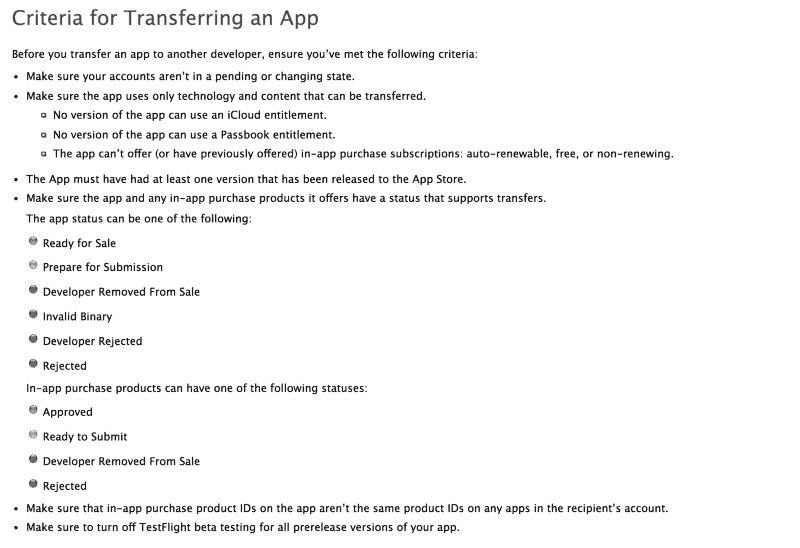 Criteria for Transferring an App
Before you transfer an app to another developer, ensure you've met the following criteria:
• Make sure your accounts aren't in a pending or changing state.
• Make sure the app uses only technology and content that can be transferred.
No version of the app can use an iCloud entitlement.
No version of the app can use a Passbook entitlement.
The app can't offer (or have previously offered) in-app purchase subscriptions: auto-renewable, free, or non-renewing.
• The App must have had at least one version that has been released to the App Store.
• Make sure the app and any in-app purchase products it offers have a status that supports transfers.
The app status can be one of the following:
Ready for Sale
Prepare for Submission
Developer Removed From Sale
Invalid Binary
Developer Rejected
Rejected
In-app purchase products can have one of the following statuses:
Approved
Ready to Submit
Developer Removed From Sale
Rejected
• Make sure that in-app purchase product IDs on the app aren't the same product IDs on any apps in the recipient's account.
• Make sure to turn off TestFlight beta testing for all prerelease versions of your app.